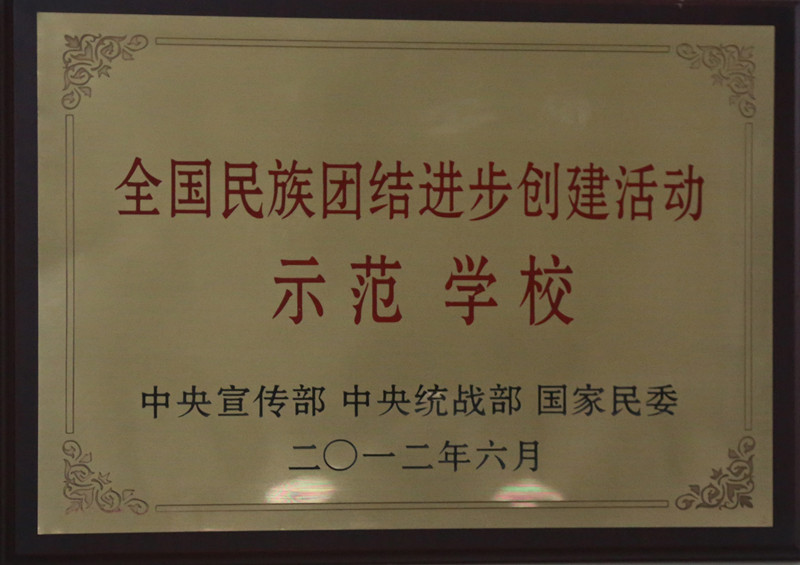 全国民族团结进步创建活动
示范 学校
中央宣传部 中央统战部 国家民委
二〇一二年六月